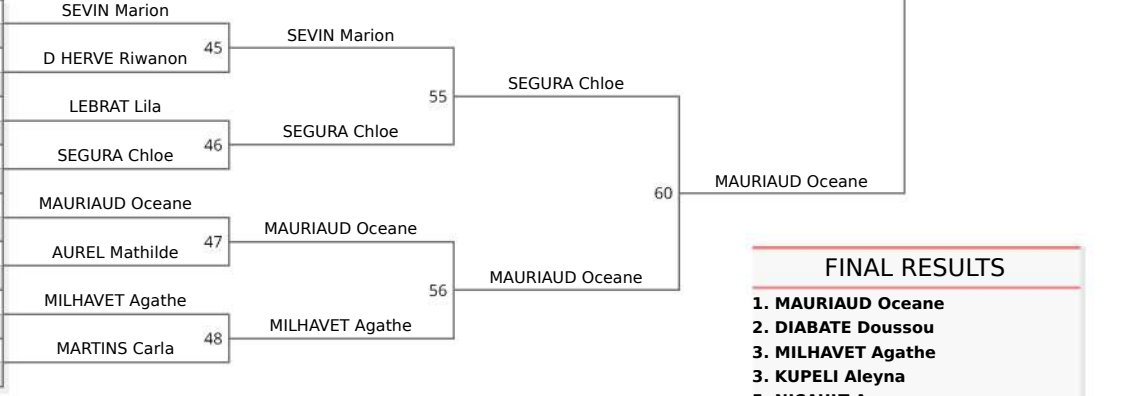 SEVIN Marion
45
SEVIN Marion
D HERVE Riwanon
55
SEGURA Chloe
LEBRAT Lila
46
SEGURA Chloe
SEGURA Chloe
60
MAURIAUD Oceane
MAURIAUD Oceane
47
MAURIAUD Oceane
AUREL Mathilde
56
MAURIAUD Oceane
MILHAVET Agathe
48
MILHAVET Agathe
MARTINS Carla
FINAL RESULTS
1. MAURIAUD Oceane
2. DIABATE Doussou
3. MILHAVET Agathe
3. KUPELI Aleyna